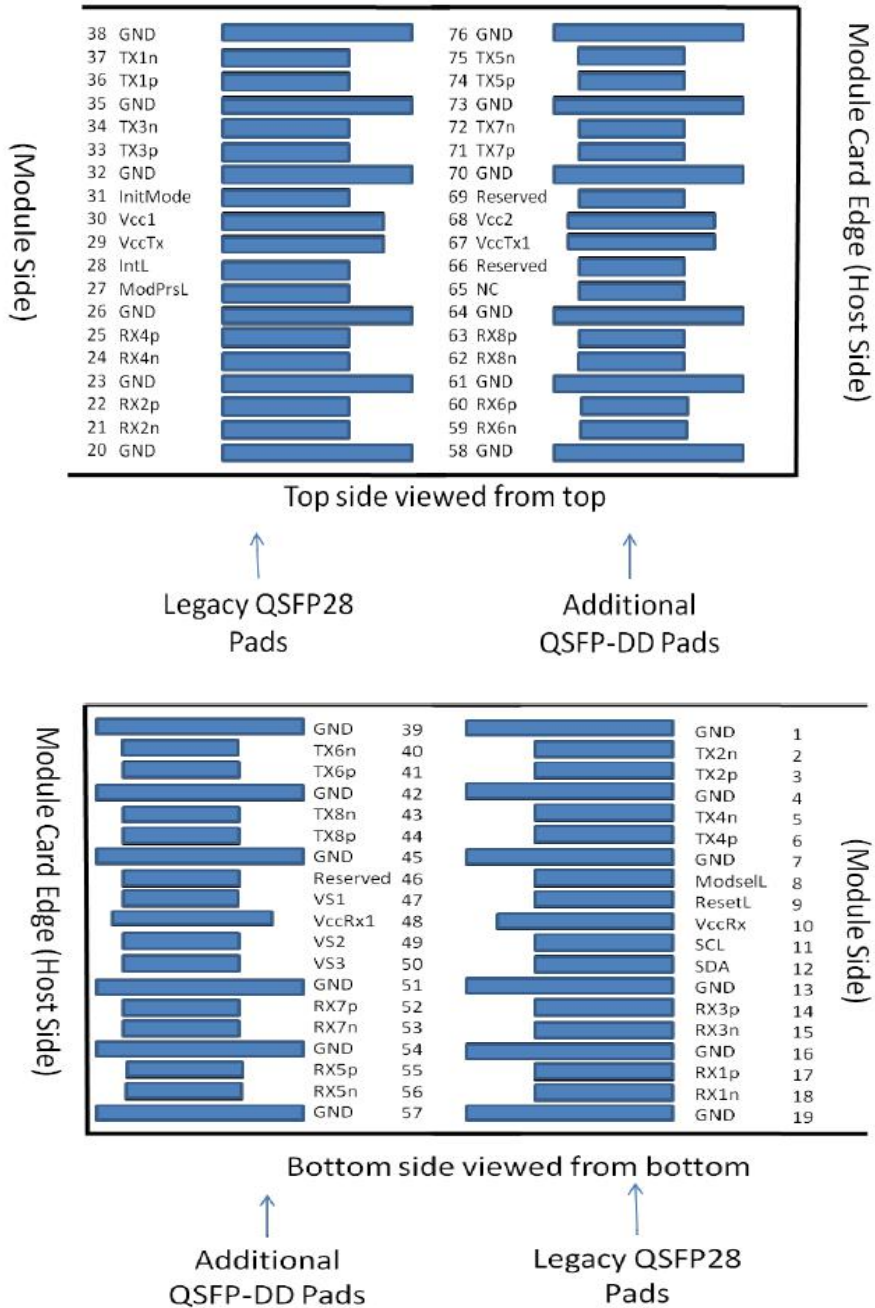 38 GND 76 GND
37 TX1n 75 TX5n
36 TX1p 74 TX5p
35 GND 73 GND
34 TX3n 72 TX7n
33 TX3p 71 TX7p
32 GND 70 GND
31 InitMode 69 Reserved
30 Vcc1 68 Vcc2
29 VccTx 67 VccTx1
28 IntL 66 Reserved
27 ModPrsL 65 NC
26 GND 64 GND
25 RX4p 63 RX8p
24 RX4n 62 RX8n
23 GND 61 GND
22 RX2p 60 RX6p
21 RX2n 59 RX6n
20 GND 58 GND
(Module Side)
Module Card Edge (Host Side)
Top side viewed from top
Legacy QSFP28
Pads
Additional
QSFP-DD Pads
Module Card Edge (Host Side)
GND 39 GND 1
TX6n 40 TX2n 2
TX6p 41 TX2p 3
GND 42 GND 4
TX8n 43 TX4n 5
TX8p 44 TX4p 6
GND 45 GND 7
Reserved 46 ModselL 8
VS1 47 ResetL 9
VccRx1 48 VccRx 10
VS2 49 SCL 11
VS3 50 SDA 12
GND 51 GND 13
RX7p 52 RX3p 14
RX7n 53 RX3n 15
GND 54 GND 16
RX5p 55 RX1p 17
RX5n 56 RX1n 18
GND 57 GND 19
(Module Side)
Bottom side viewed from bottom
Additional
QSFP-DD Pads
Legacy QSFP28
Pads